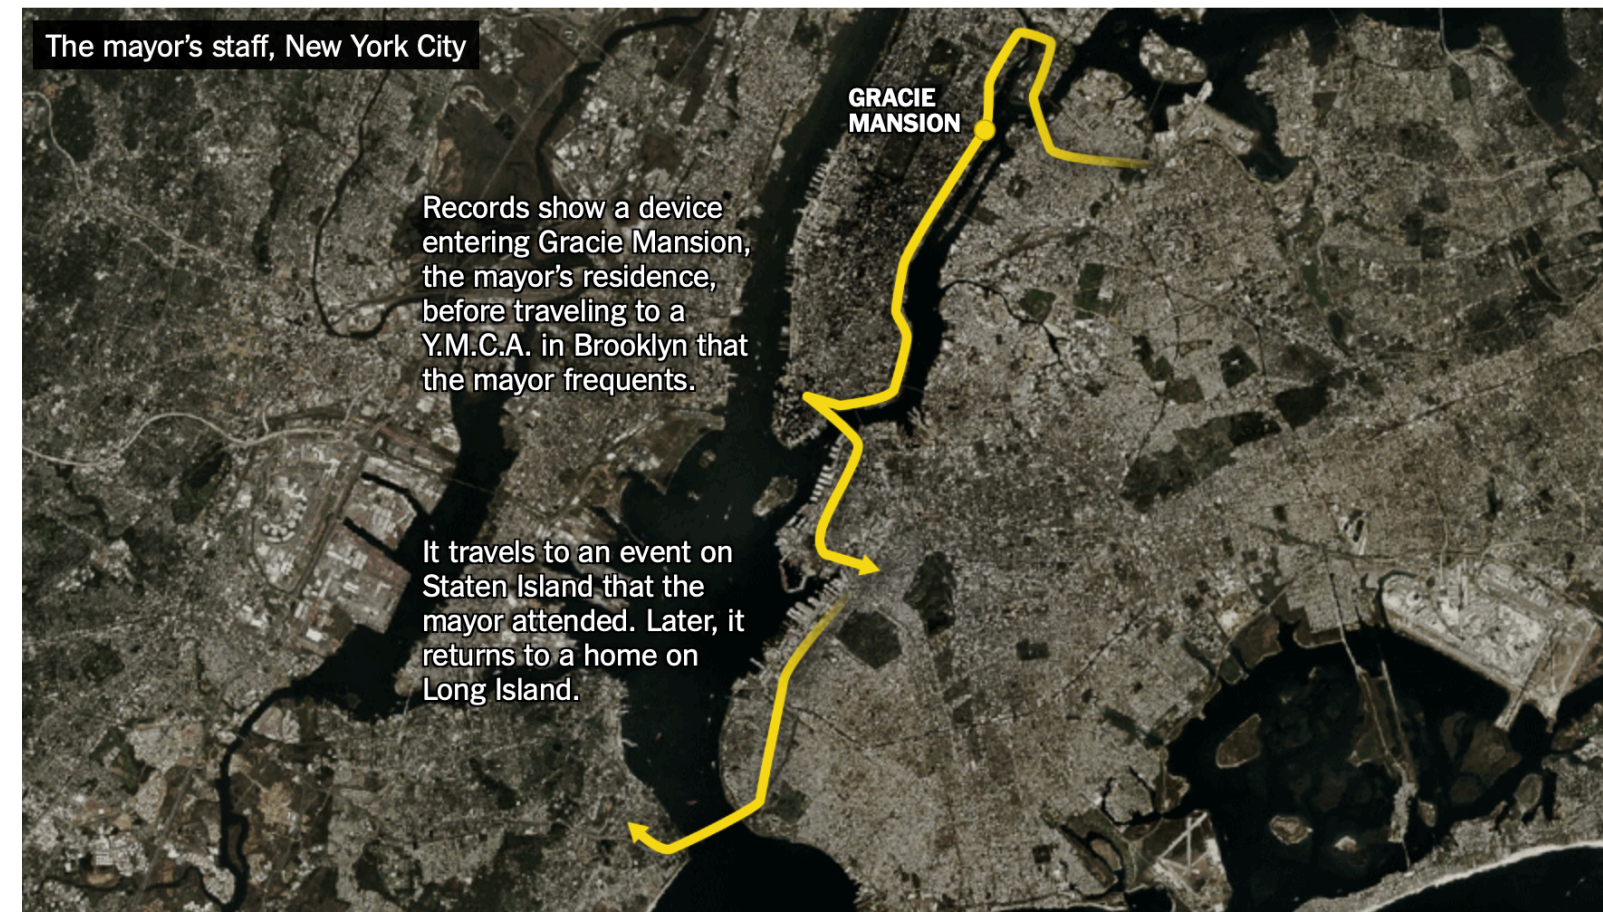 The mayor’s staff, New York City
GRACIE
MANSION
Records show a device
entering Gracie Mansion,
the mayor’s residence,
before traveling to a
Y.M.C.A. in Brooklyn that
the mayor frequents.
It travels to an event on
Staten Island that the
mayor attended. Later, it
returns to a home on
Long Island.